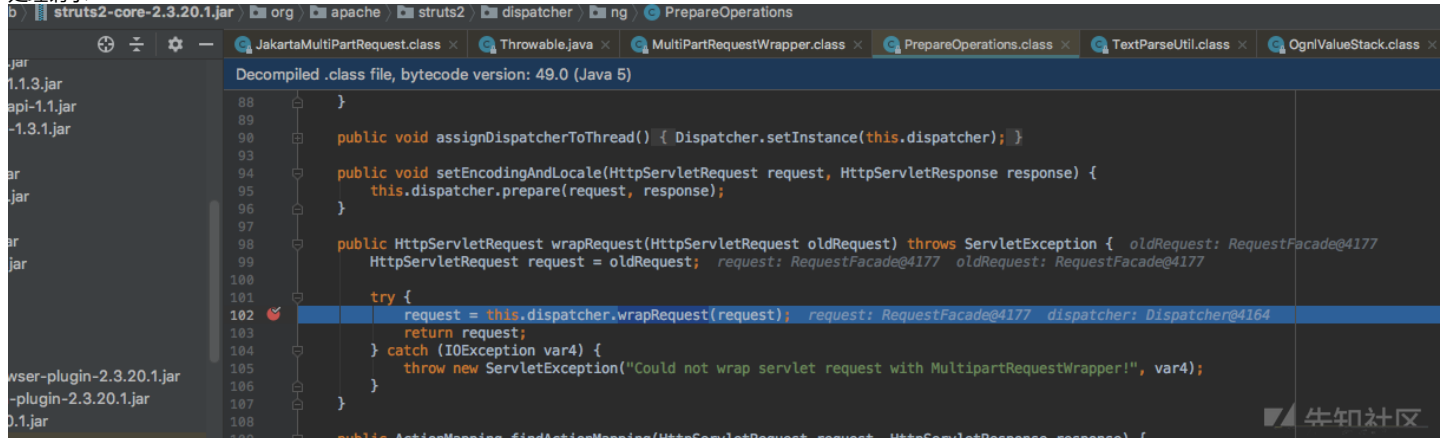 b struts2-core-2.3.20.1.jar org apache struts2 dispatcher ng PrepareOperations
JakartaMultiPartRequest.class Throwable.java MultiPartRequestWrapper.class PrepareOperations.class TextParseUtil.class OgnlValueStack.class
.jar
1.1.3.jar
api-1.1.jar
-1.3.1.jar
ar
.jar
ar
jar
wser-plugin-2.3.20.1.jar
-plugin-2.3.20.1.jar
0.1.jar
Decompiled .class file, bytecode version: 49.0 (Java 5)
88 }
89
90 public void assignDispatcherToThread() { Dispatcher.setInstance(this.dispatcher); }
93
94 public void setEncodingAndLocale(HttpServletRequest request, HttpServletResponse response) {
95 this.dispatcher.prepare(request, response);
96 }
97
98 public HttpServletRequest wrapRequest(HttpServletRequest oldRequest) throws ServletException { oldRequest: RequestFacade@4177
99 HttpServletRequest request = oldRequest; request: RequestFacade@4177 oldRequest: RequestFacade@4177
100
101 try {
102 request = this.dispatcher.wrapRequest(request); request: RequestFacade@4177 dispatcher: Dispatcher@4164
103 return request;
104 } catch (IOException var4) {
105 throw new ServletException("Could not wrap servlet request with MultipartRequestWrapper!", var4);
106 }
107 }
108
public ActionMapping findActionMapping(HttpServletRequest request, HttpServletResponse response) {
先知社区